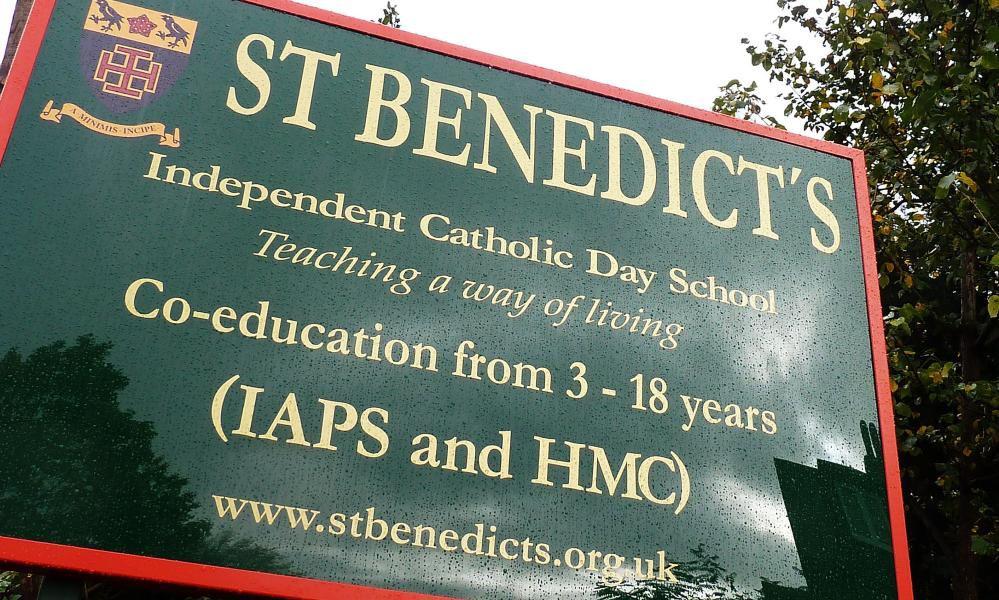 A MINIMIS · INCIPE
ST BENEDICT'S
Independent Catholic Day School
Teaching a way of living
Co-education from 3 - 18 years
(IAPS and HMC)
www.stbenedicts.org.uk